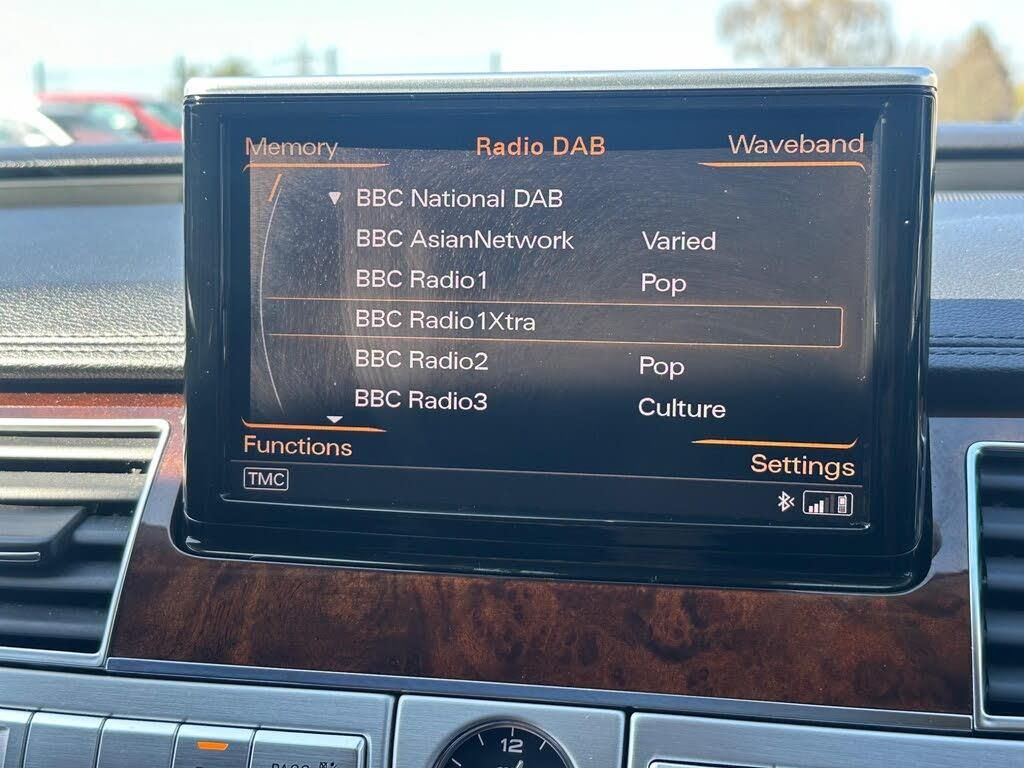 Memory Radio DAB Waveband
BBC National DAB
BBC AsianNetwork Varied
BBC Radio1 Pop
BBC Radio1Xtra
BBC Radio2 Pop
BBC Radio3 Culture
Functions
Settings
TMC
12